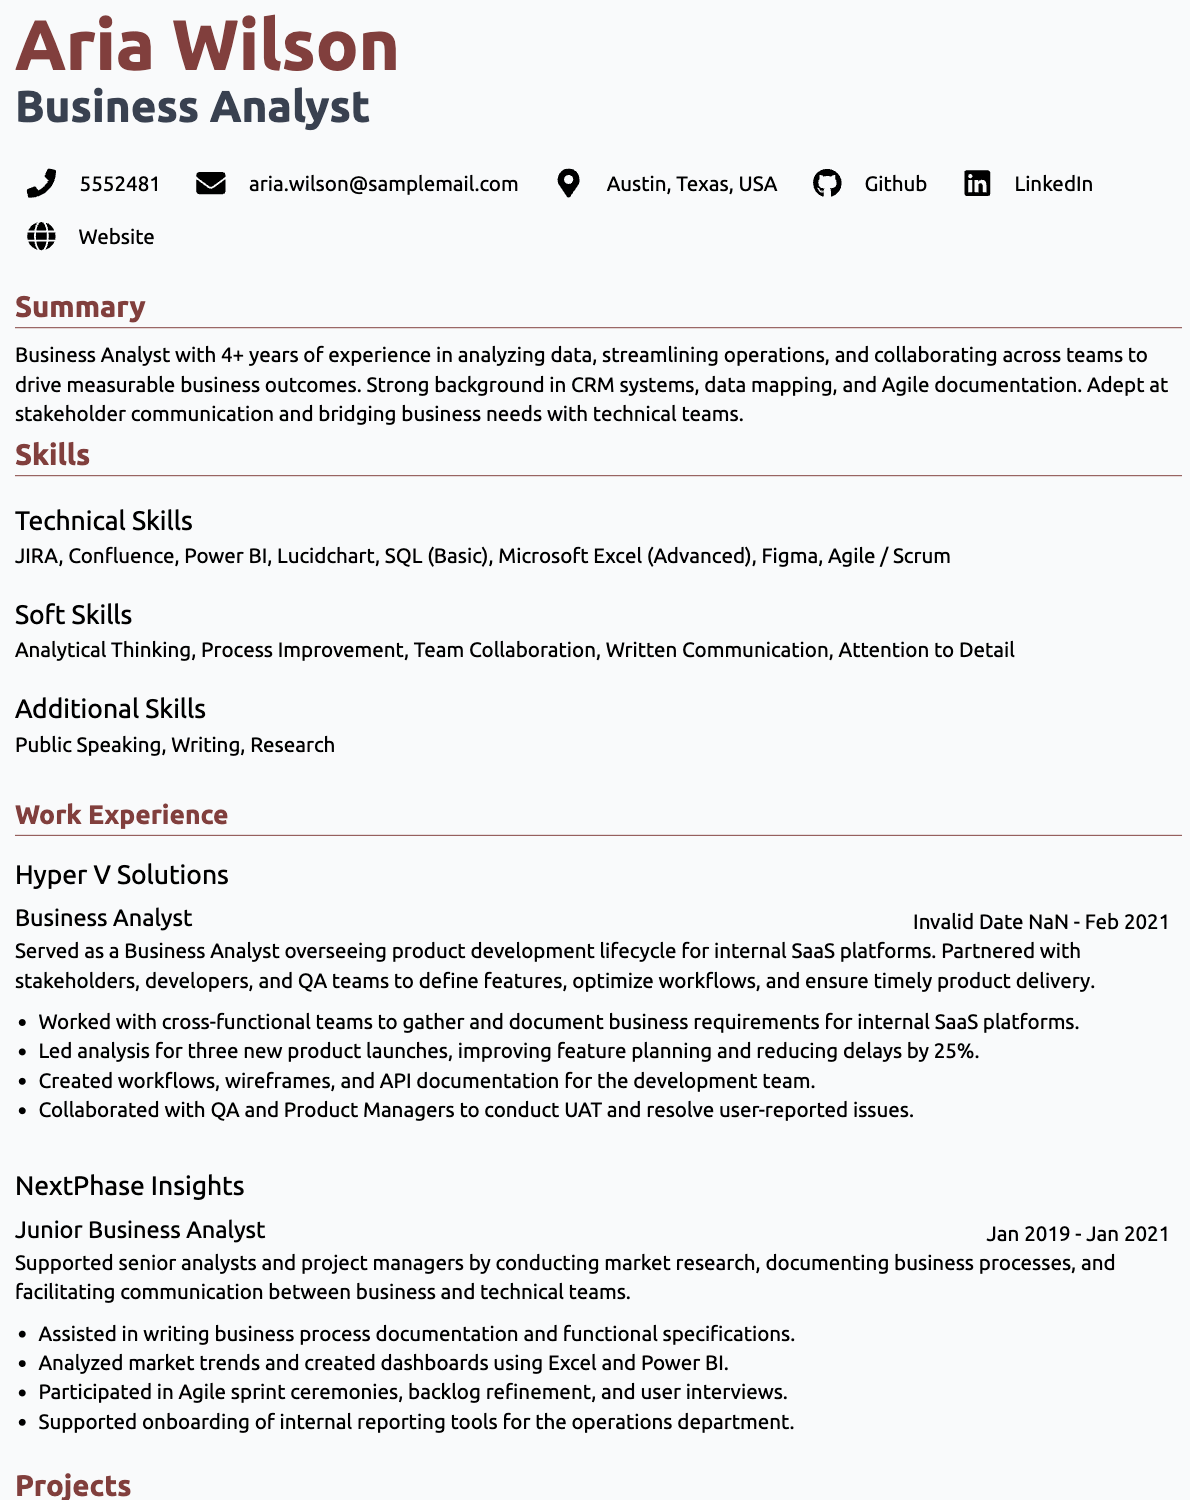 Aria Wilson
Business Analyst
5552481 aria.wilson@samplemail.com Austin, Texas, USA Github LinkedIn
Website
Summary
Business Analyst with 4+ years of experience in analyzing data, streamlining operations, and collaborating across teams to
drive measurable business outcomes. Strong background in CRM systems, data mapping, and Agile documentation. Adept at
stakeholder communication and bridging business needs with technical teams.
Skills
Technical Skills
JIRA, Confluence, Power BI, Lucidchart, SQL (Basic), Microsoft Excel (Advanced), Figma, Agile / Scrum
Soft Skills
Analytical Thinking, Process Improvement, Team Collaboration, Written Communication, Attention to Detail
Additional Skills
Public Speaking, Writing, Research
Work Experience
Hyper V Solutions
Business Analyst Invalid Date NaN - Feb 2021
Served as a Business Analyst overseeing product development lifecycle for internal SaaS platforms. Partnered with
stakeholders, developers, and QA teams to define features, optimize workflows, and ensure timely product delivery.
• Worked with cross-functional teams to gather and document business requirements for internal SaaS platforms.
• Led analysis for three new product launches, improving feature planning and reducing delays by 25%.
• Created workflows, wireframes, and API documentation for the development team.
• Collaborated with QA and Product Managers to conduct UAT and resolve user-reported issues.
NextPhase Insights
Junior Business Analyst Jan 2019 - Jan 2021
Supported senior analysts and project managers by conducting market research, documenting business processes, and
facilitating communication between business and technical teams.
• Assisted in writing business process documentation and functional specifications.
• Analyzed market trends and created dashboards using Excel and Power BI.
• Participated in Agile sprint ceremonies, backlog refinement, and user interviews.
• Supported onboarding of internal reporting tools for the operations department.
Projects